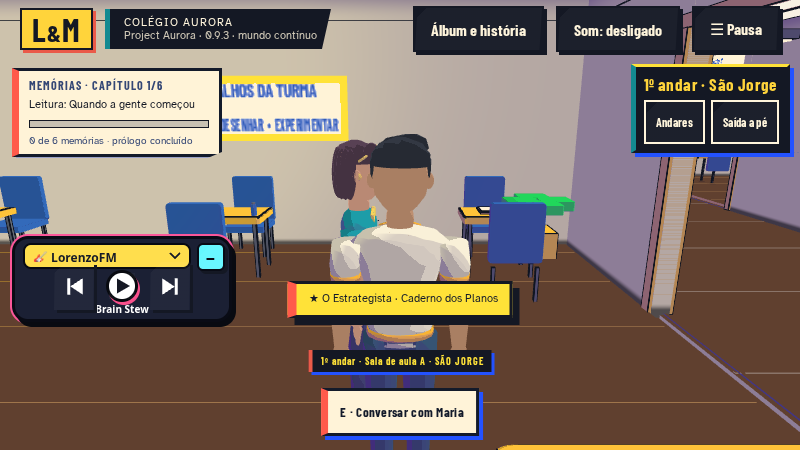 L&M
COLÉGIO AURORA
Project Aurora · 0.9.3 · mundo contínuo
Álbum e história
Som: desligado
☰ Pausa
MEMÓRIAS · CAPÍTULO 1/6
Leitura: Quando a gente começou
0 de 6 memórias · prólogo concluído
LHOS DA TURMA
DESENHAR · EXPERIMENTAR
1º andar · São Jorge
Andares
Saída a pé
🎸 LorenzoFM
–
Brain Stew
★ O Estrategista · Caderno dos Planos
1º andar · Sala de aula A · SÃO JORGE
E · Conversar com Maria